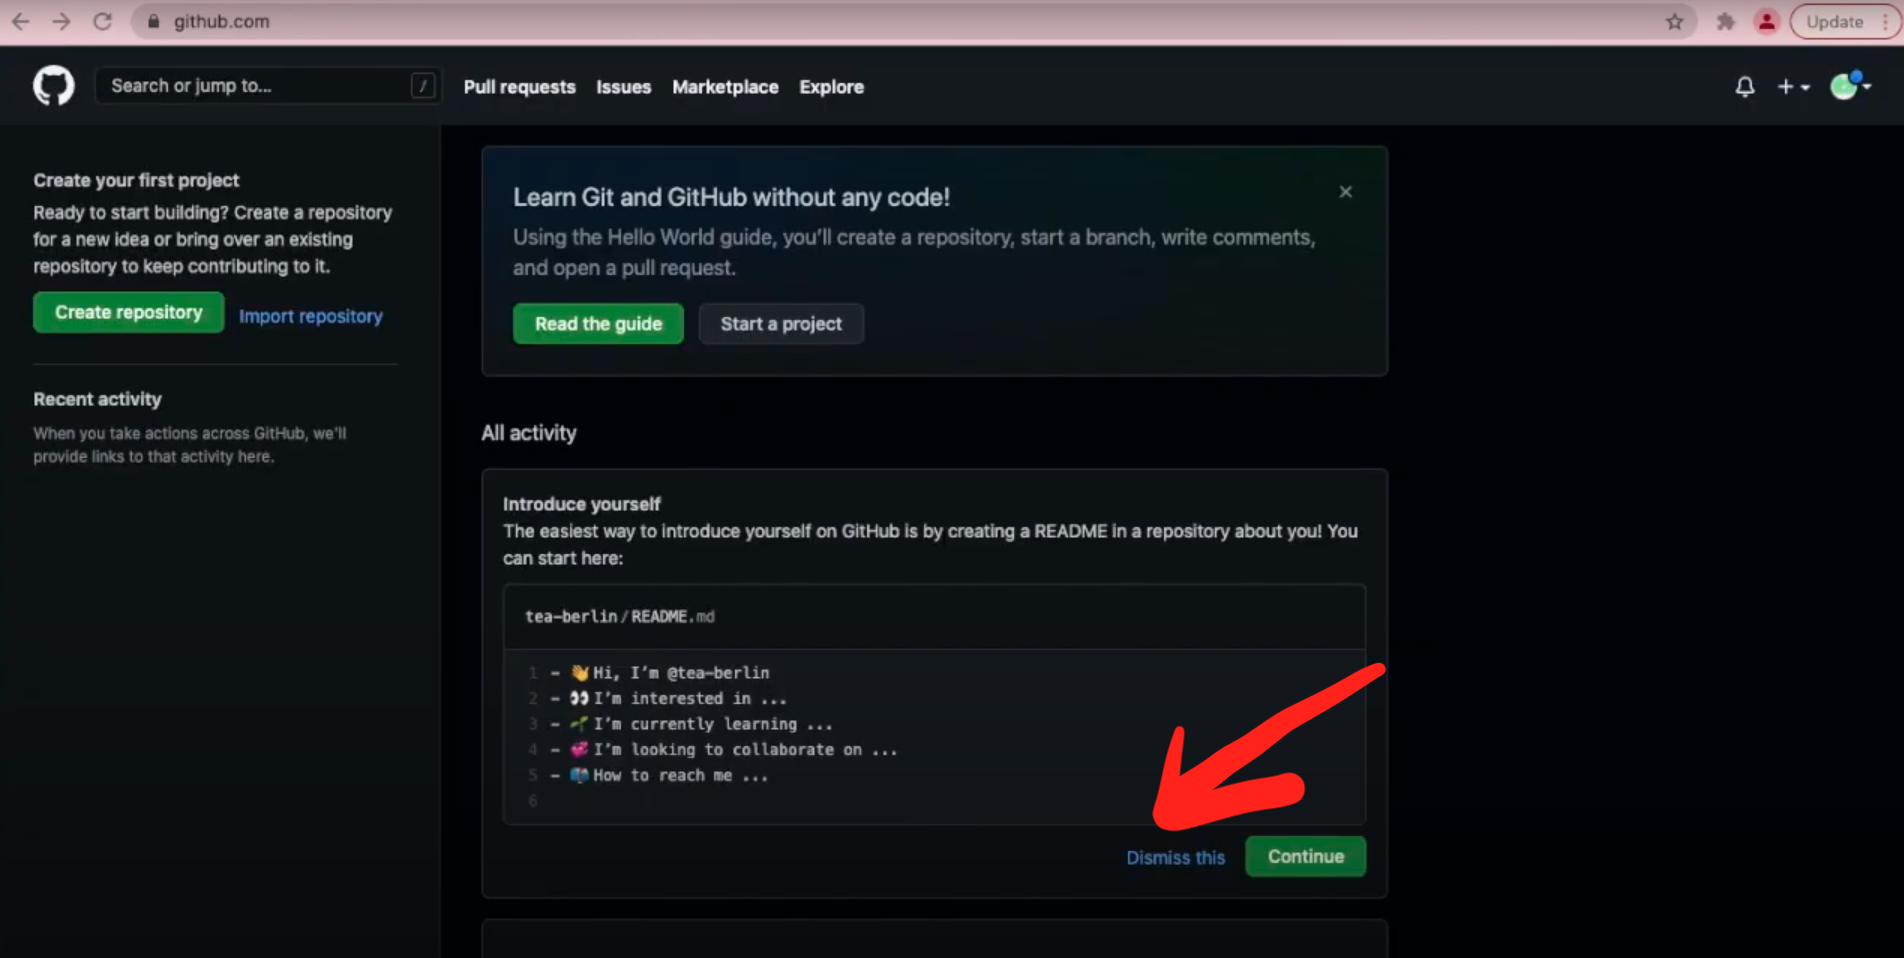 github.com
Update
Search or jump to...
/
Pull requests
Issues
Marketplace
Explore
Create your first project
Ready to start building? Create a repository
for a new idea or bring over an existing
repository to keep contributing to it.
Create repository
Import repository
Recent activity
When you take actions across GitHub, we'll
provide links to that activity here.
Learn Git and GitHub without any code!
Using the Hello World guide, you'll create a repository, start a branch, write comments,
and open a pull request.
Read the guide
Start a project
All activity
Introduce yourself
The easiest way to introduce yourself on GitHub is by creating a README in a repository about you! You
can start here:
tea-berlin/README.md
1 - 👋Hi, I'm @tea-berlin
2 - 👀I'm interested in ...
3 - 🌱I'm currently learning ...
4 - 💞️I'm looking to collaborate on ...
5 - 📫How to reach me ...
6
Dismiss this
Continue